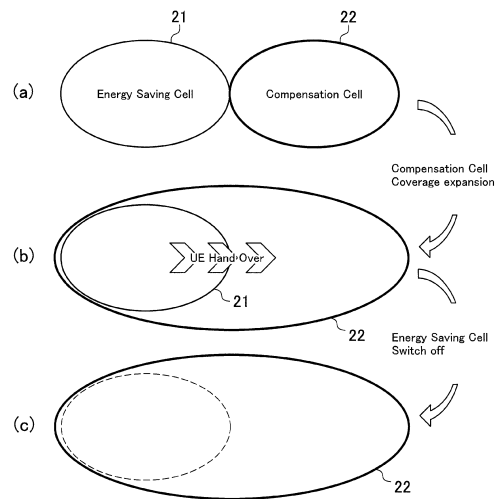 21
22
(a)
Energy Saving Cell
Compensation Cell
Compensation Cell
Coverage expansion
(b)
UE Hand Over
21
22
Energy Saving Cell
Switch off
(c)
22